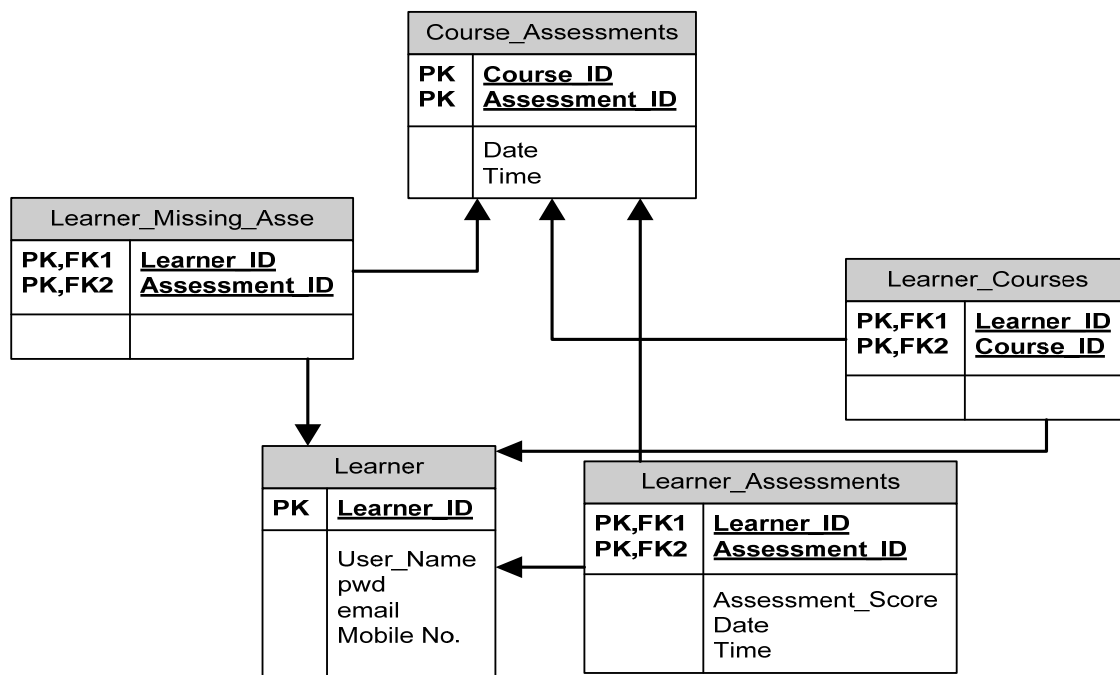 Course_Assessments
PK Course_ID
PK Assessment_ID
Date
Time
Learner_Missing_Asse
PK,FK1 Learner_ID
PK,FK2 Assessment_ID
Learner_Courses
PK,FK1 Learner_ID
PK,FK2 Course_ID
Learner
PK Learner_ID
User_Name
pwd
email
Mobile No.
Learner_Assessments
PK,FK1 Learner_ID
PK,FK2 Assessment_ID
Assessment_Score
Date
Time